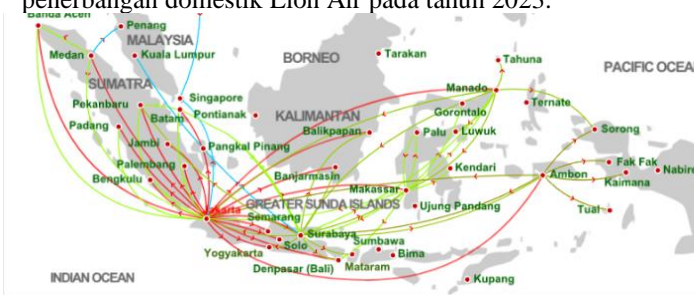 penerbangan domestik Lion Air pada tahun 2023.
Banda Aceh
Penang
MALAYSIA
Medan
Kuala Lumpur
BORNEO
Tarakan
Tahuna
PACIFIC OCEA
SUMATRA
Singapore
Manado
Pekanbaru
Batam
Pontianak
KALIMANTAN
Gorontalo
Ternate
Padang
Balikpapan
Palu
Luwuk
Sorong
Jambi
Pangkal Pinang
Palembang
Kendari
Fak Fak
Nabire
Bengkulu
Banjarmasin
Makassar
Ambon
Kaimana
GREATER SUNDA ISLANDS
Ujung Pandang
Tual
Jakarta
Semarang
Surabaya
Solo
Sumbawa
Yogyakarta
Bima
Denpasar (Bali)
Mataram
INDIAN OCEAN
Kupang